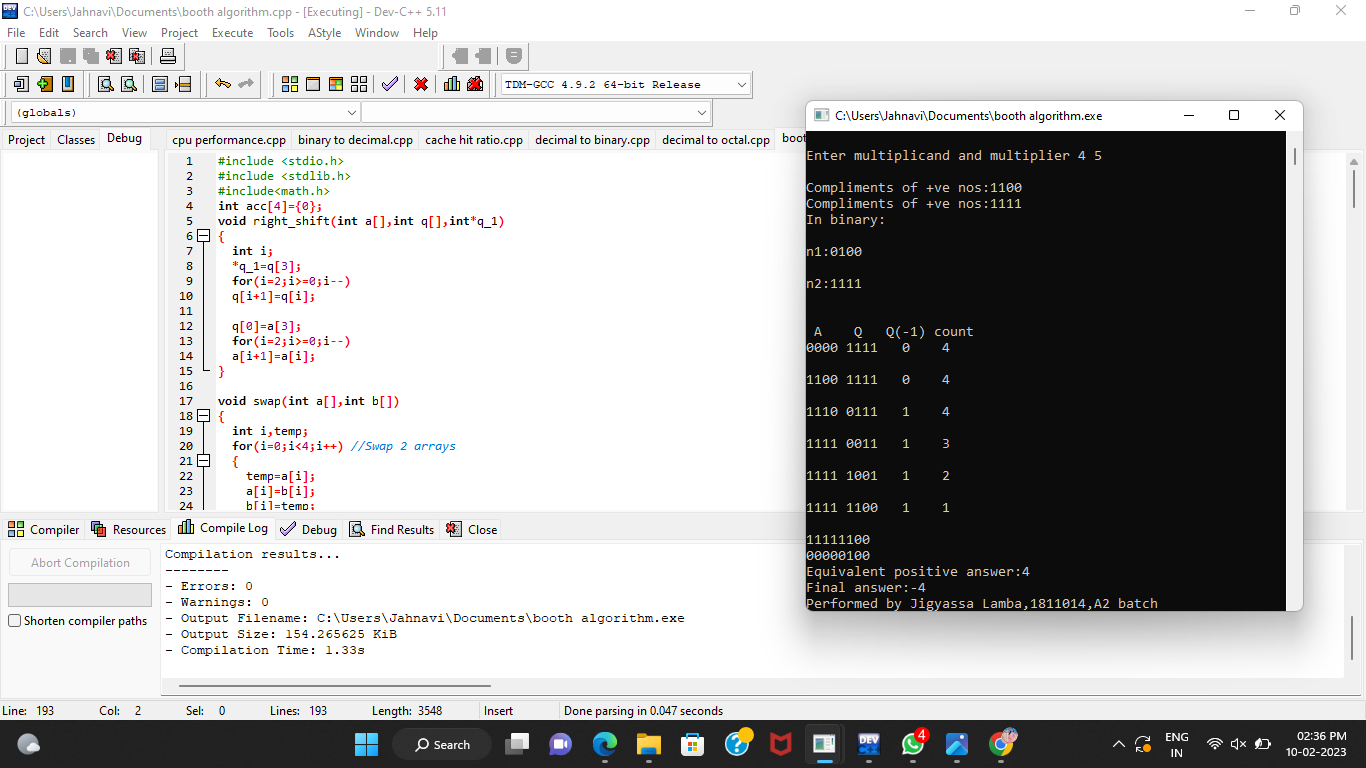 C:\Users\Jahnavi\Documents\booth algorithm.cpp - [Executing] - Dev-C++ 5.11
File Edit Search View Project Execute Tools AStyle Window Help
TDM-GCC 4.9.2 64-bit Release
(globals)
Project Classes Debug
cpu performance.cpp binary to decimal.cpp cache hit ratio.cpp decimal to binary.cpp decimal to octal.cpp boot
1 #include <stdio.h>
2 #include <stdlib.h>
3 #include<math.h>
4 int acc[4]={0};
5 void right_shift(int a[],int q[],int*q_1)
6 {
7 int i;
8 *q_1=q[3];
9 for(i=2;i>=0;i--)
10 q[i+1]=q[i];
11
12 q[0]=a[3];
13 for(i=2;i>=0;i--)
14 a[i+1]=a[i];
15 }
16
17 void swap(int a[],int b[])
18 {
19 int i,temp;
20 for(i=0;i<4;i++) //Swap 2 arrays
21 {
22 temp=a[i];
23 a[i]=b[i];
24 b[i]=temp;
C:\Users\Jahnavi\Documents\booth algorithm.exe
Enter multiplicand and multiplier 4 5
Compliments of +ve nos:1100
Compliments of +ve nos:1111
In binary:
n1:0100
n2:1111
A Q Q(-1) count
0000 1111 0 4
1100 1111 0 4
1110 0111 1 4
1111 0011 1 3
1111 1001 1 2
1111 1100 1 1
11111100
00000100
Equivalent positive answer:4
Final answer:-4
Performed by Jigyassa Lamba,1811014,A2 batch
Compiler Resources Compile Log Debug Find Results Close
Abort Compilation
Shorten compiler paths
Compilation results...
--------
- Errors: 0
- Warnings: 0
- Output Filename: C:\Users\Jahnavi\Documents\booth algorithm.exe
- Output Size: 154.265625 KiB
- Compilation Time: 1.33s
Line: 193 Col: 2 Sel: 0 Lines: 193 Length: 3548 Insert Done parsing in 0.047 seconds
Search
DEV
4
ENG
IN
02:36 PM
10-02-2023